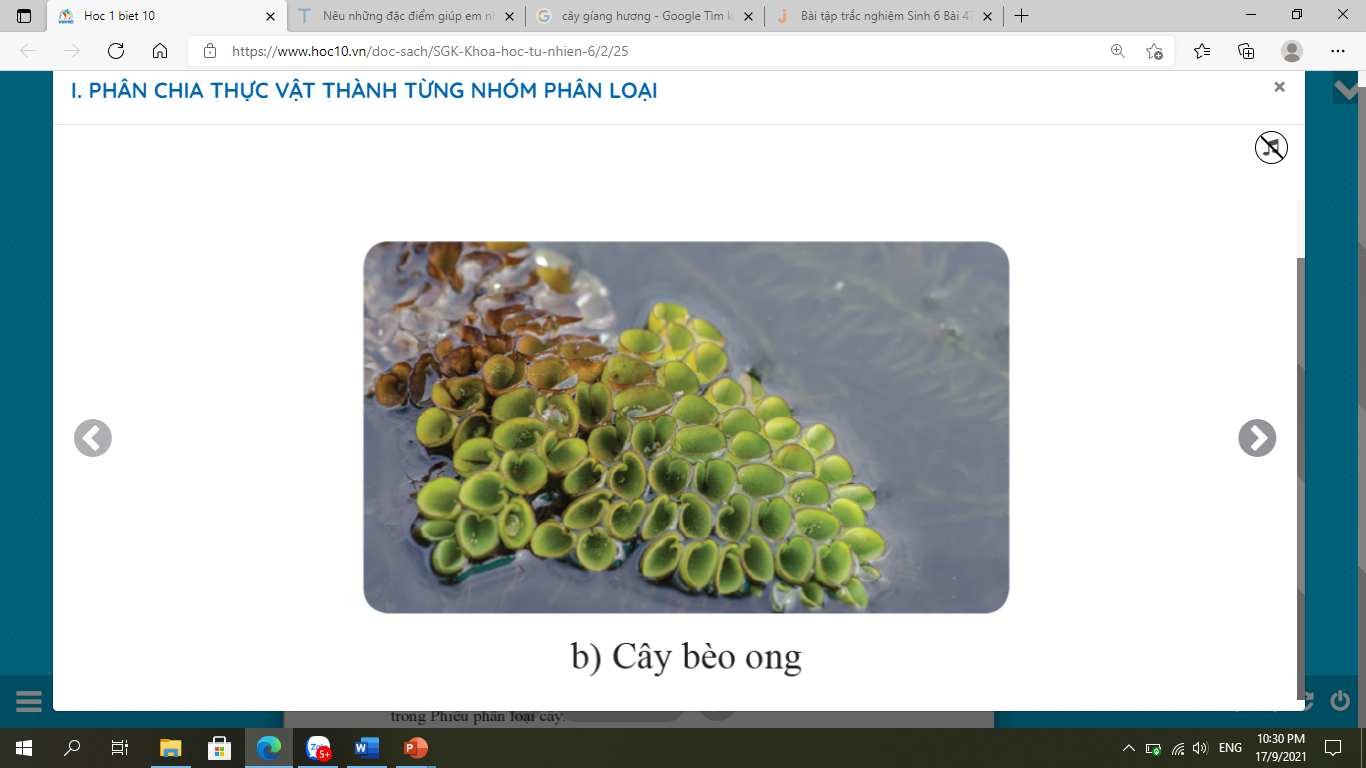 Hoc 1 biet 10
Nêu những đặc điểm giúp em nh
cây gíang hương - Google Tìm k
Bài tập trắc nghiệm Sinh 6 Bài 47
https://www.hoc10.vn/doc-sach/SGK-Khoa-hoc-tu-nhien-6/2/25
I. PHÂN CHIA THỰC VẬT THÀNH TỪNG NHÓM PHÂN LOẠI
b) Cây bèo ong
trong Phiếu phân loại cây.
5+
ENG
10:30 PM
17/9/2021